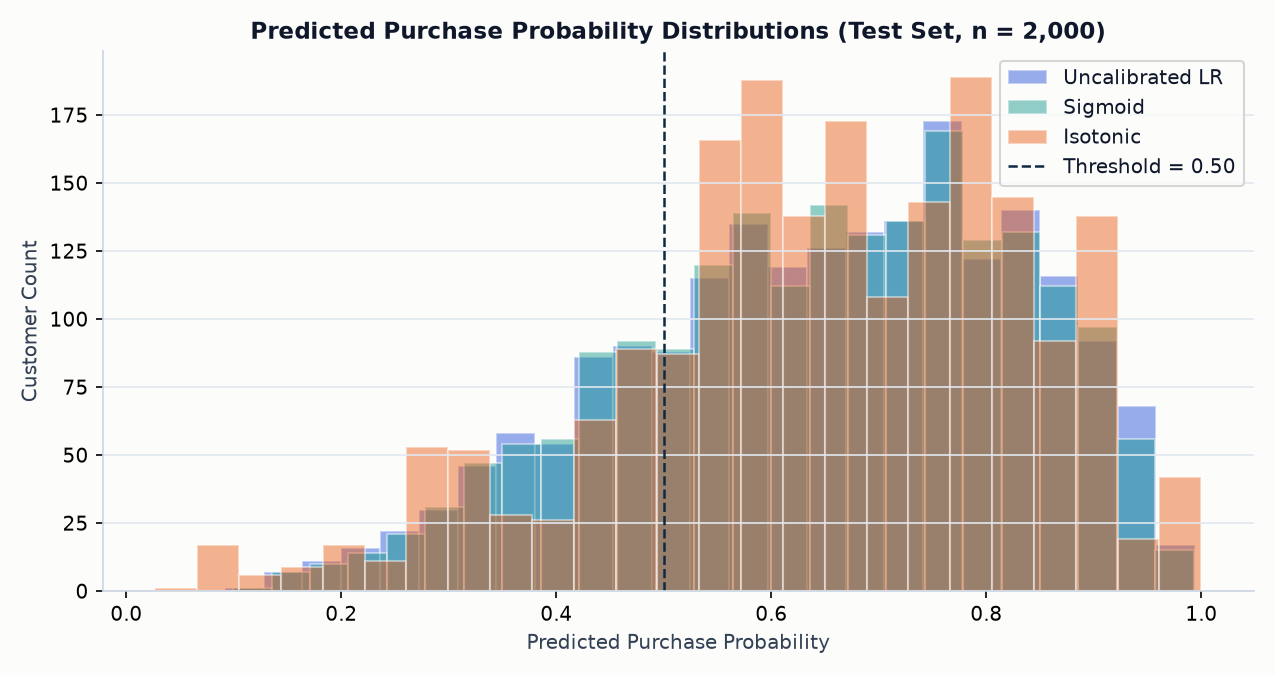 Predicted Purchase Probability Distributions (Test Set, n = 2,000)
Uncalibrated LR
Sigmoid
Isotonic
Threshold = 0.50
Customer Count
175
150
125
100
75
50
25
0
0.0 0.2 0.4 0.6 0.8 1.0
Predicted Purchase Probability